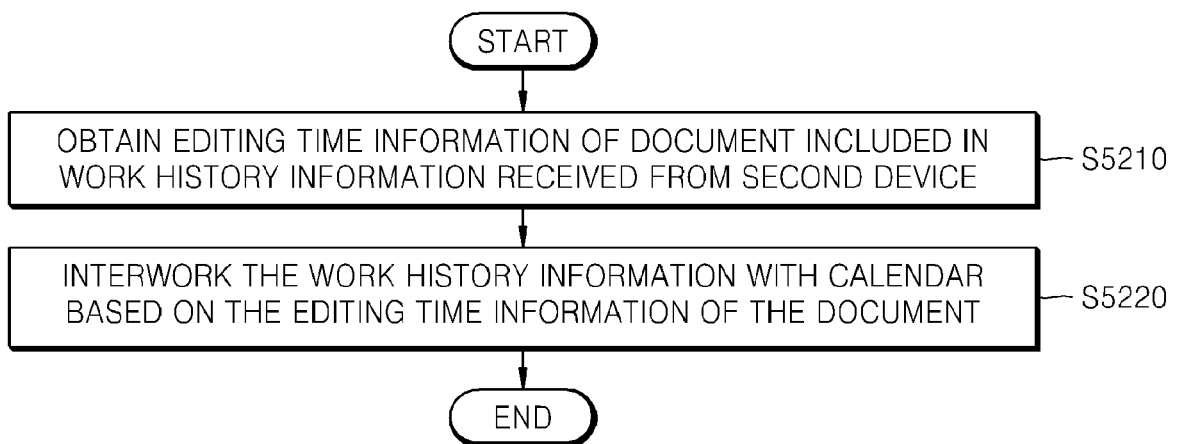 START
OBTAIN EDITING TIME INFORMATION OF DOCUMENT INCLUDED IN
WORK HISTORY INFORMATION RECEIVED FROM SECOND DEVICE
S5210
INTERWORK THE WORK HISTORY INFORMATION WITH CALENDAR
BASED ON THE EDITING TIME INFORMATION OF THE DOCUMENT
S5220
END